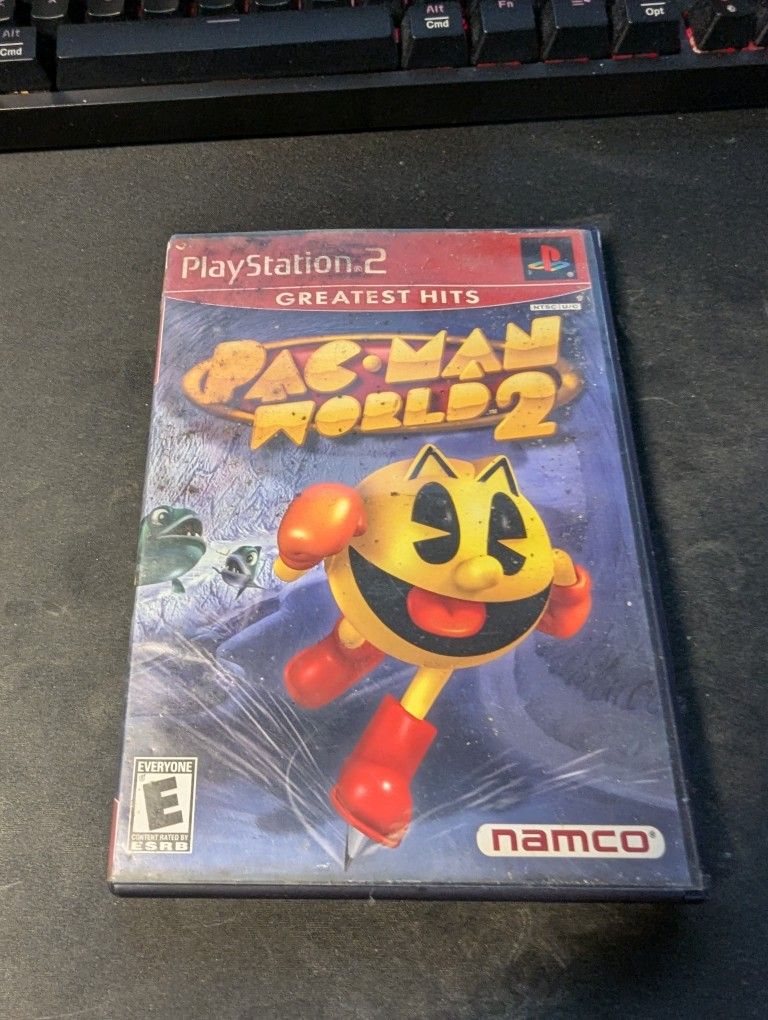 Alt
Cmd
Alt
Cmd
Fn
Opt
PlayStation®2
GREATEST HITS
NTSC U/C
PAC-MAN
WORLD 2™
EVERYONE
E
CONTENT RATED BY
ESRB
namco®